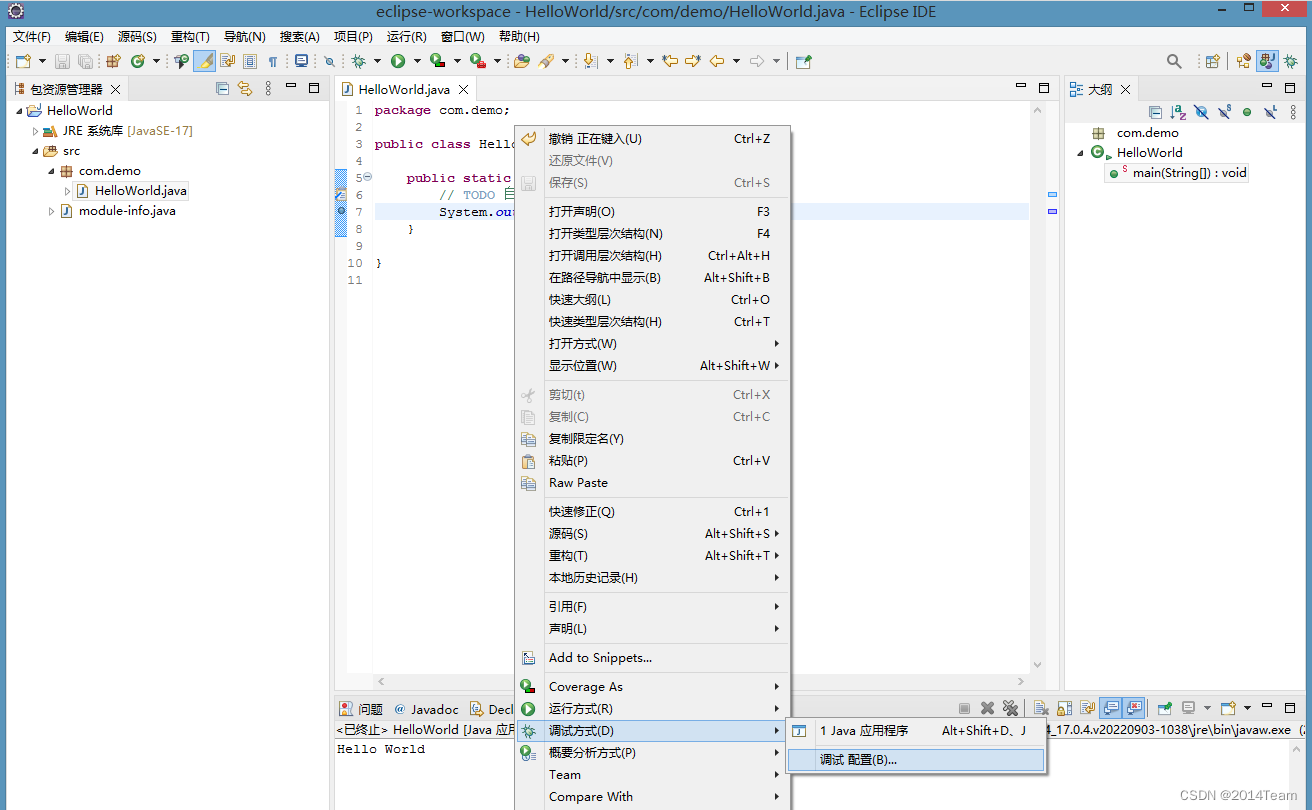 eclipse-workspace - HelloWorld/src/com/demo/HelloWorld.java - Eclipse IDE
文件(F) 编辑(E) 源码(S) 重构(T) 导航(N) 搜索(A) 项目(P) 运行(R) 窗口(W) 帮助(H)
包资源管理器
HelloWorld
JRE 系统库 [JavaSE-17]
src
com.demo
HelloWorld.java
module-info.java
HelloWorld.java
1 package com.demo;
2
3 public class Hello
4
5 public static
6 // TODO 自
7 System.out
8 }
9
10 }
11
撤销 正在键入(U) Ctrl+Z
还原文件(V)
保存(S) Ctrl+S
打开声明(O) F3
打开类型层次结构(N) F4
打开调用层次结构(H) Ctrl+Alt+H
在路径导航中显示(B) Alt+Shift+B
快速大纲(L) Ctrl+O
快速类型层次结构(H) Ctrl+T
打开方式(W)
显示位置(W) Alt+Shift+W
剪切(t) Ctrl+X
复制(C) Ctrl+C
复制限定名(Y)
粘贴(P) Ctrl+V
Raw Paste
快速修正(Q) Ctrl+1
源码(S) Alt+Shift+S
重构(T) Alt+Shift+T
本地历史记录(H)
引用(F)
声明(L)
Add to Snippets...
Coverage As
运行方式(R)
调试方式(D)
概要分析方式(P)
Team
Compare With
1 Java 应用程序 Alt+Shift+D、J
调试 配置(B)...
大纲
com.demo
HelloWorld
main(String[]) : void
问题 @ Javadoc Decl
<已终止> HelloWorld [Java 应用
4_17.0.4.v20220903-1038\jre\bin\javaw.exe (2
Hello World
CSDN @2014Team